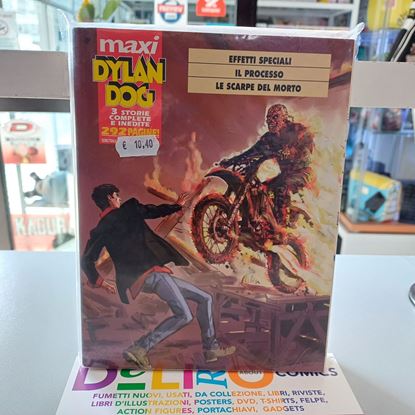 maxi
DYLAN
DOG
3 STORIE
COMPLETE
E INEDITE
292 PAGINE!
€ 10,40
EFFETTI SPECIALI
IL PROCESSO
LE SCARPE DEL MORTO
COMICS
FUMETTI NUOVI, USATI, DA COLLEZIONE, LIBRI, RIVISTE,
LIBRI D'ILLUSTRAZIONI, POSTERS, DVD, T-SHIRTS, FELPE,
ACTION FIGURES, PORTACHIAVI, GADGETS